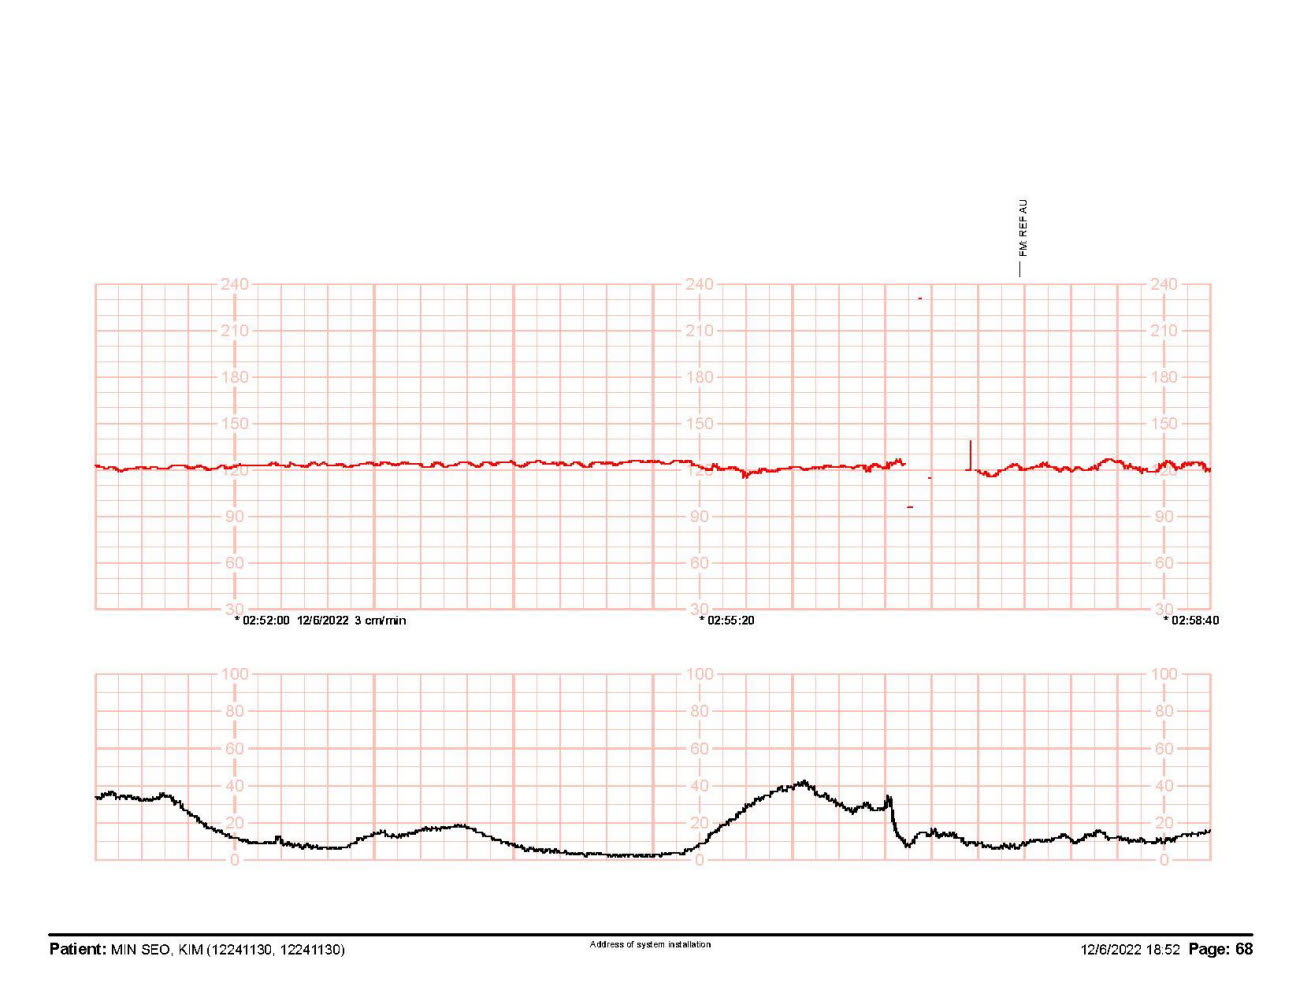 FM: REF AU
240 240 240
210 210 210
180 180 180
150 150 150
120 120 120
90 90 90
60 60 60
30 30 30
* 02:52:00 12/6/2022 3 cm/min * 02:55:20 * 02:58:40
100 100 100
80 80 80
60 60 60
40 40 40
20 20 20
0 0 0
Patient: MIN SEO, KIM (12241130, 12241130) Address of system installation 12/6/2022 18:52 Page: 68